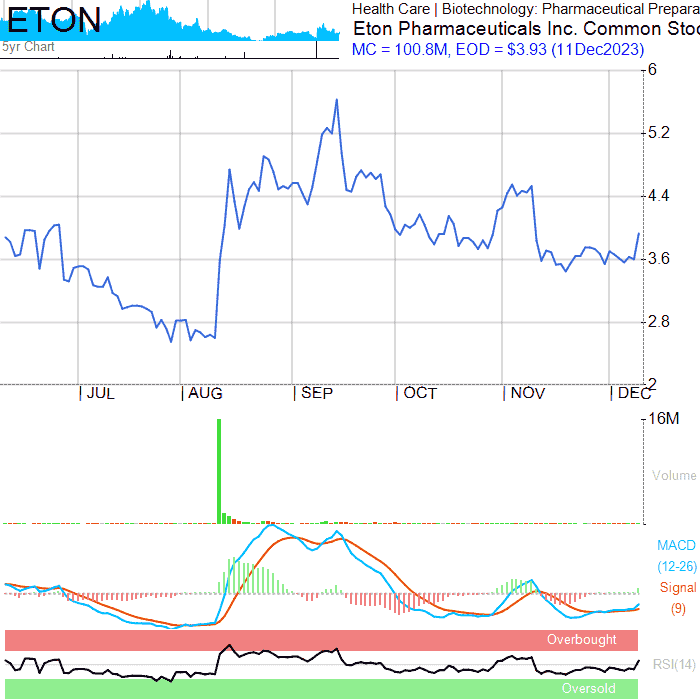 ETON
5yr Chart
Health Care | Biotechnology: Pharmaceutical Prepara
Eton Pharmaceuticals Inc. Common Stoc
MC = 100.8M, EOD = $3.93 (11Dec2023)
6
5.2
4.4
3.6
2.8
2
JUL AUG SEP OCT NOV DEC
16M
Volume
MACD
(12-26)
Signal
(9)
Overbought
RSI(14)
Oversold